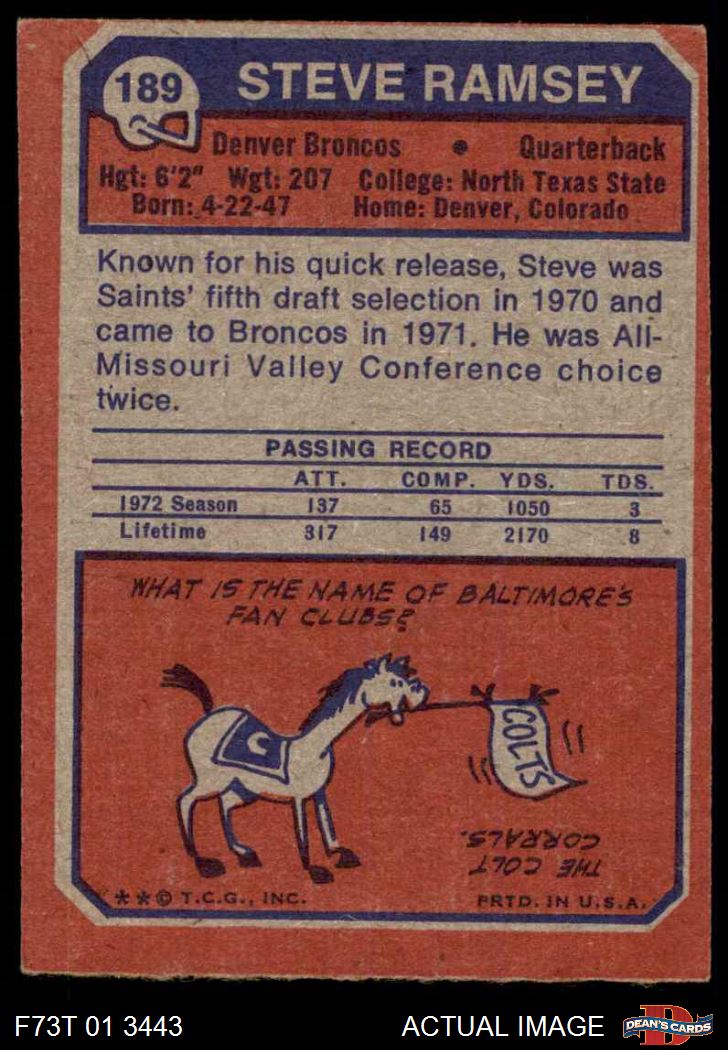 189
STEVE RAMSEY
Denver Broncos • Quarterback
Hgt: 6'2" Wgt: 207 College: North Texas State
Born: 4-22-47 Home: Denver, Colorado
Known for his quick release, Steve was
Saints' fifth draft selection in 1970 and
came to Broncos in 1971. He was All-
Missouri Valley Conference choice
twice.
PASSING RECORD
ATT. COMP. YDS. TDS.
1972 Season 137 65 1050 3
Lifetime 317 149 2170 8
WHAT IS THE NAME OF BALTIMORE'S
FAN CLUBS?
C
COLTS
THE COLT
CORRALS.
**© T.C.G., INC. PRTD. IN U.S.A.
F73T 01 3443 ACTUAL IMAGE
D
DEAN'S CARDS